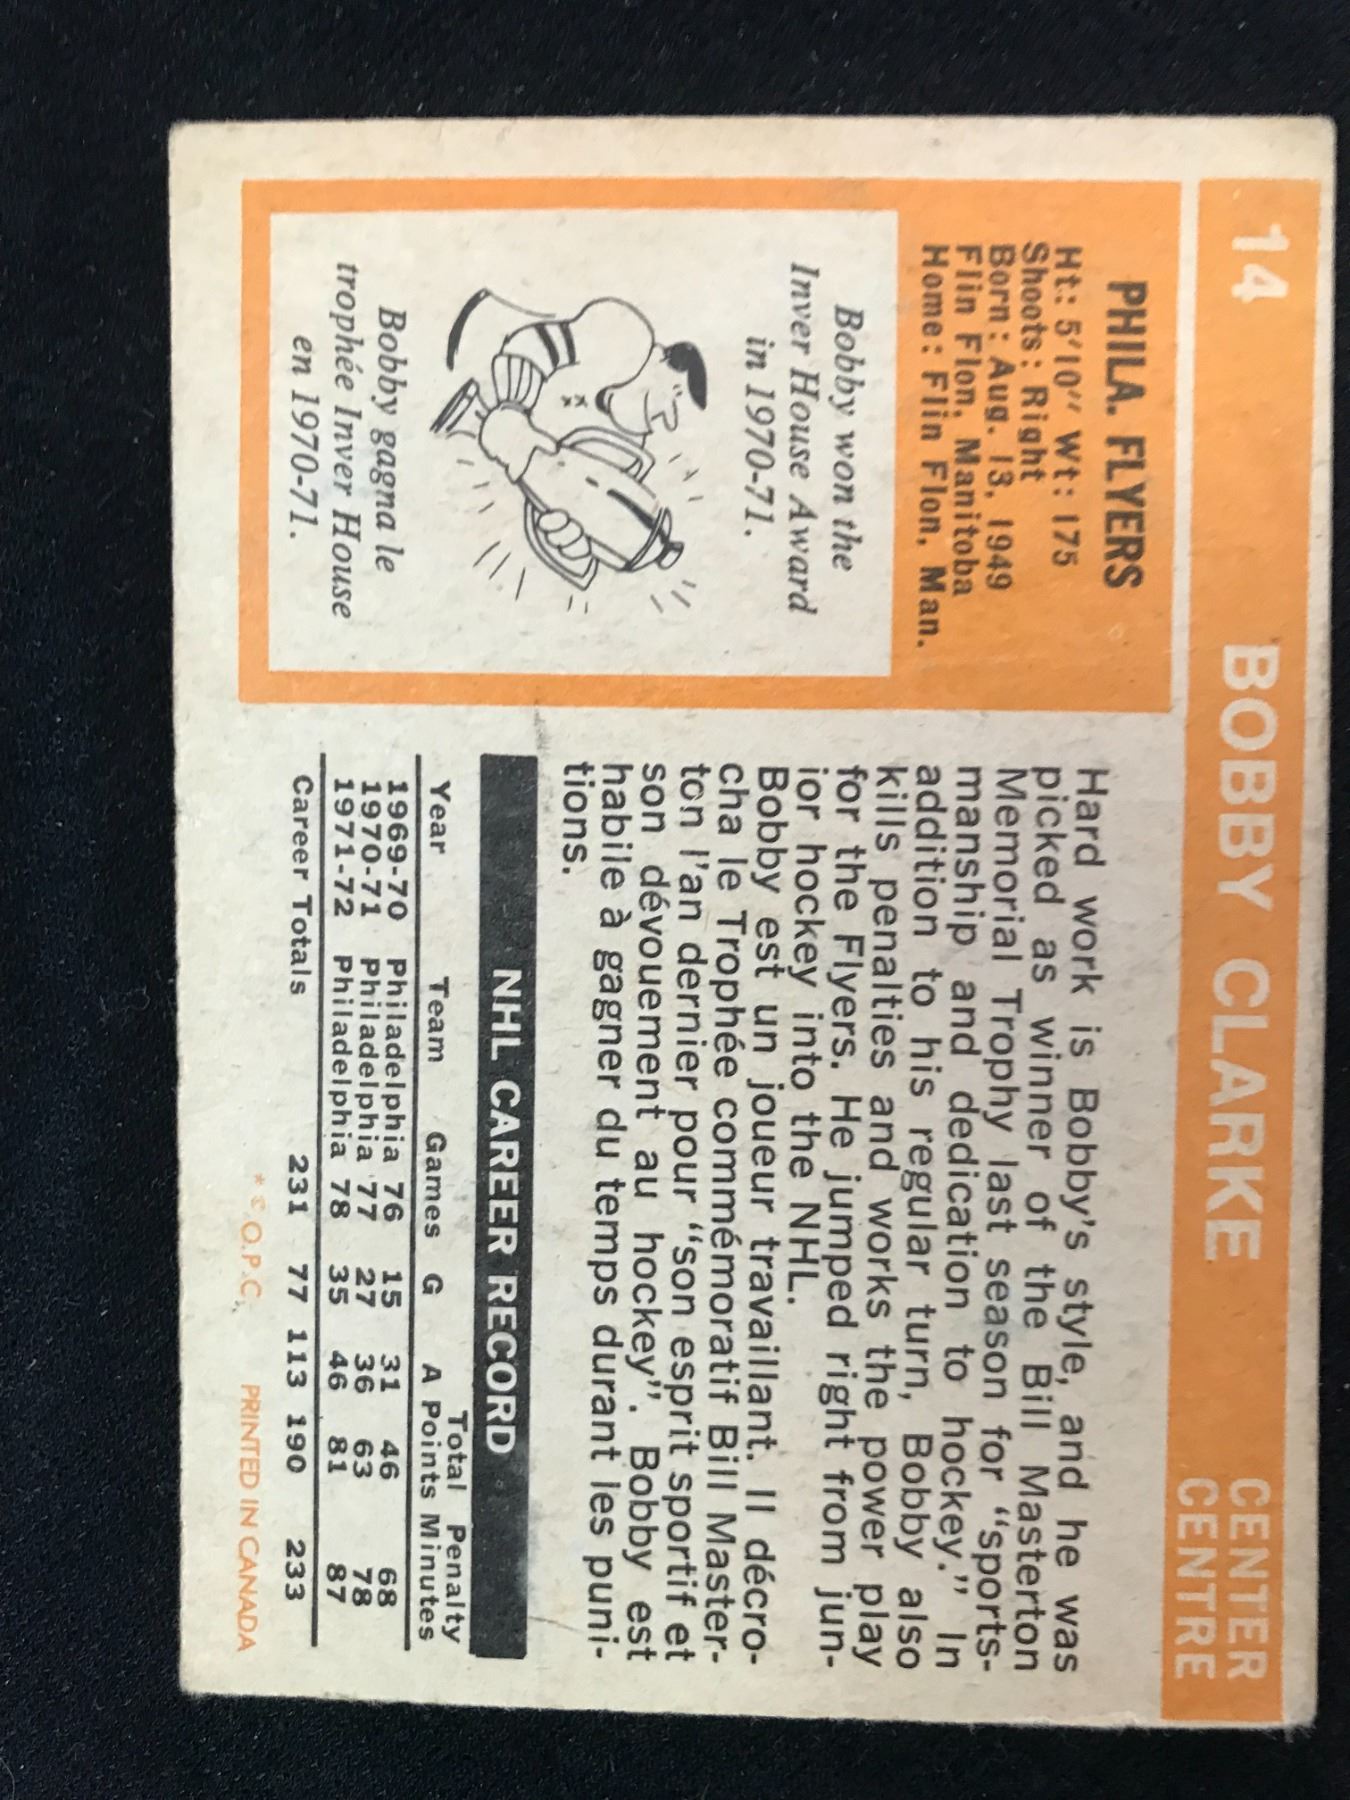 14 BOBBY CLARKE CENTER
CENTRE
PHILA. FLYERS
Ht: 5'10" Wt: 175
Shoots: Right
Born: Aug. 13, 1949
Flin Flon, Manitoba
Home: Flin Flon, Man.
Bobby won the
Inver House Award
in 1970-71.
Bobby gagna le
trophée Inver House
en 1970-71.
Hard work is Bobby's style, and he was
picked as winner of the Bill Masterton
Memorial Trophy last season for "sports-
manship and dedication to hockey." In
addition to his regular turn, Bobby also
kills penalties and works the power play
for the Flyers. He jumped right from jun-
ior hockey into the NHL.
Bobby est un joueur travaillant. Il décro-
cha le Trophée commémoratif Bill Master-
ton l'an dernier pour "son esprit sportif et
son dévouement au hockey". Bobby est
habile à gagner du temps durant les puni-
tions.
NHL CAREER RECORD
Total Penalty
Year Team Games G A Points Minutes
1969-70 Philadelphia 76 15 31 46 68
1970-71 Philadelphia 77 27 36 63 78
1971-72 Philadelphia 78 35 46 81 87
Career Totals 231 77 113 190 233
* © O.P.C. PRINTED IN CANADA